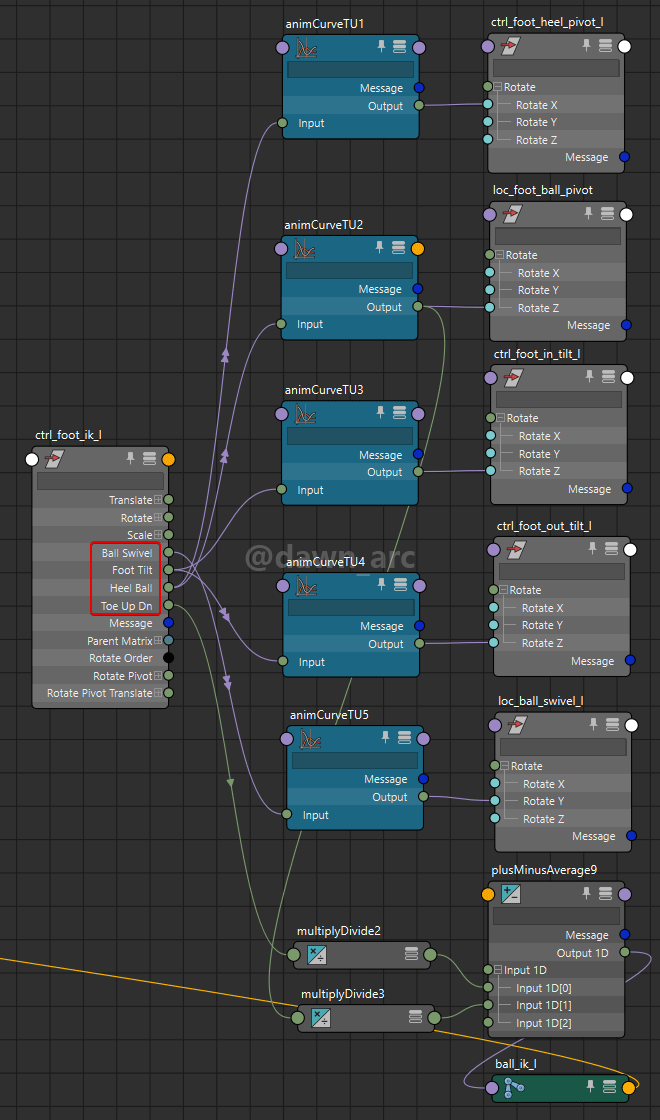 animCurveTU1
Message
Output
Input
ctrl_foot_heel_pivot_l
Rotate
Rotate X
Rotate Y
Rotate Z
Message
animCurveTU2
Message
Output
Input
loc_foot_ball_pivot
Rotate
Rotate X
Rotate Y
Rotate Z
Message
animCurveTU3
Message
Output
Input
ctrl_foot_in_tilt_l
Rotate
Rotate X
Rotate Y
Rotate Z
Message
ctrl_foot_ik_l
Translate
Rotate
Scale
Ball Swivel
Foot Tilt
Heel Ball
Toe Up Dn
Message
Parent Matrix
Rotate Order
Rotate Pivot
Rotate Pivot Translate
@dawn_arc
animCurveTU4
Message
Output
Input
ctrl_foot_out_tilt_l
Rotate
Rotate X
Rotate Y
Rotate Z
Message
animCurveTU5
Message
Output
Input
loc_ball_swivel_l
Rotate
Rotate X
Rotate Y
Rotate Z
Message
multiplyDivide2
multiplyDivide3
plusMinusAverage9
Message
Output 1D
Input 1D
Input 1D[0]
Input 1D[1]
Input 1D[2]
ball_ik_l